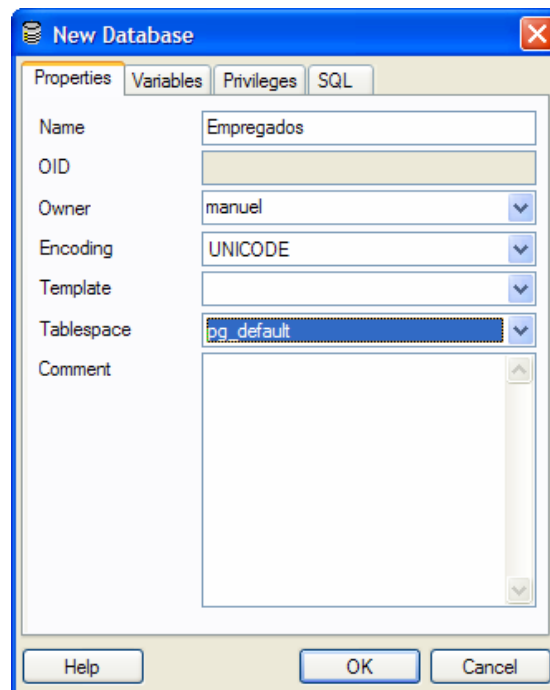 New Database
Properties Variables Privileges SQL
Name Empregados
OID
Owner manuel
Encoding UNICODE
Template
Tablespace pg_default
Comment
Help OK Cancel